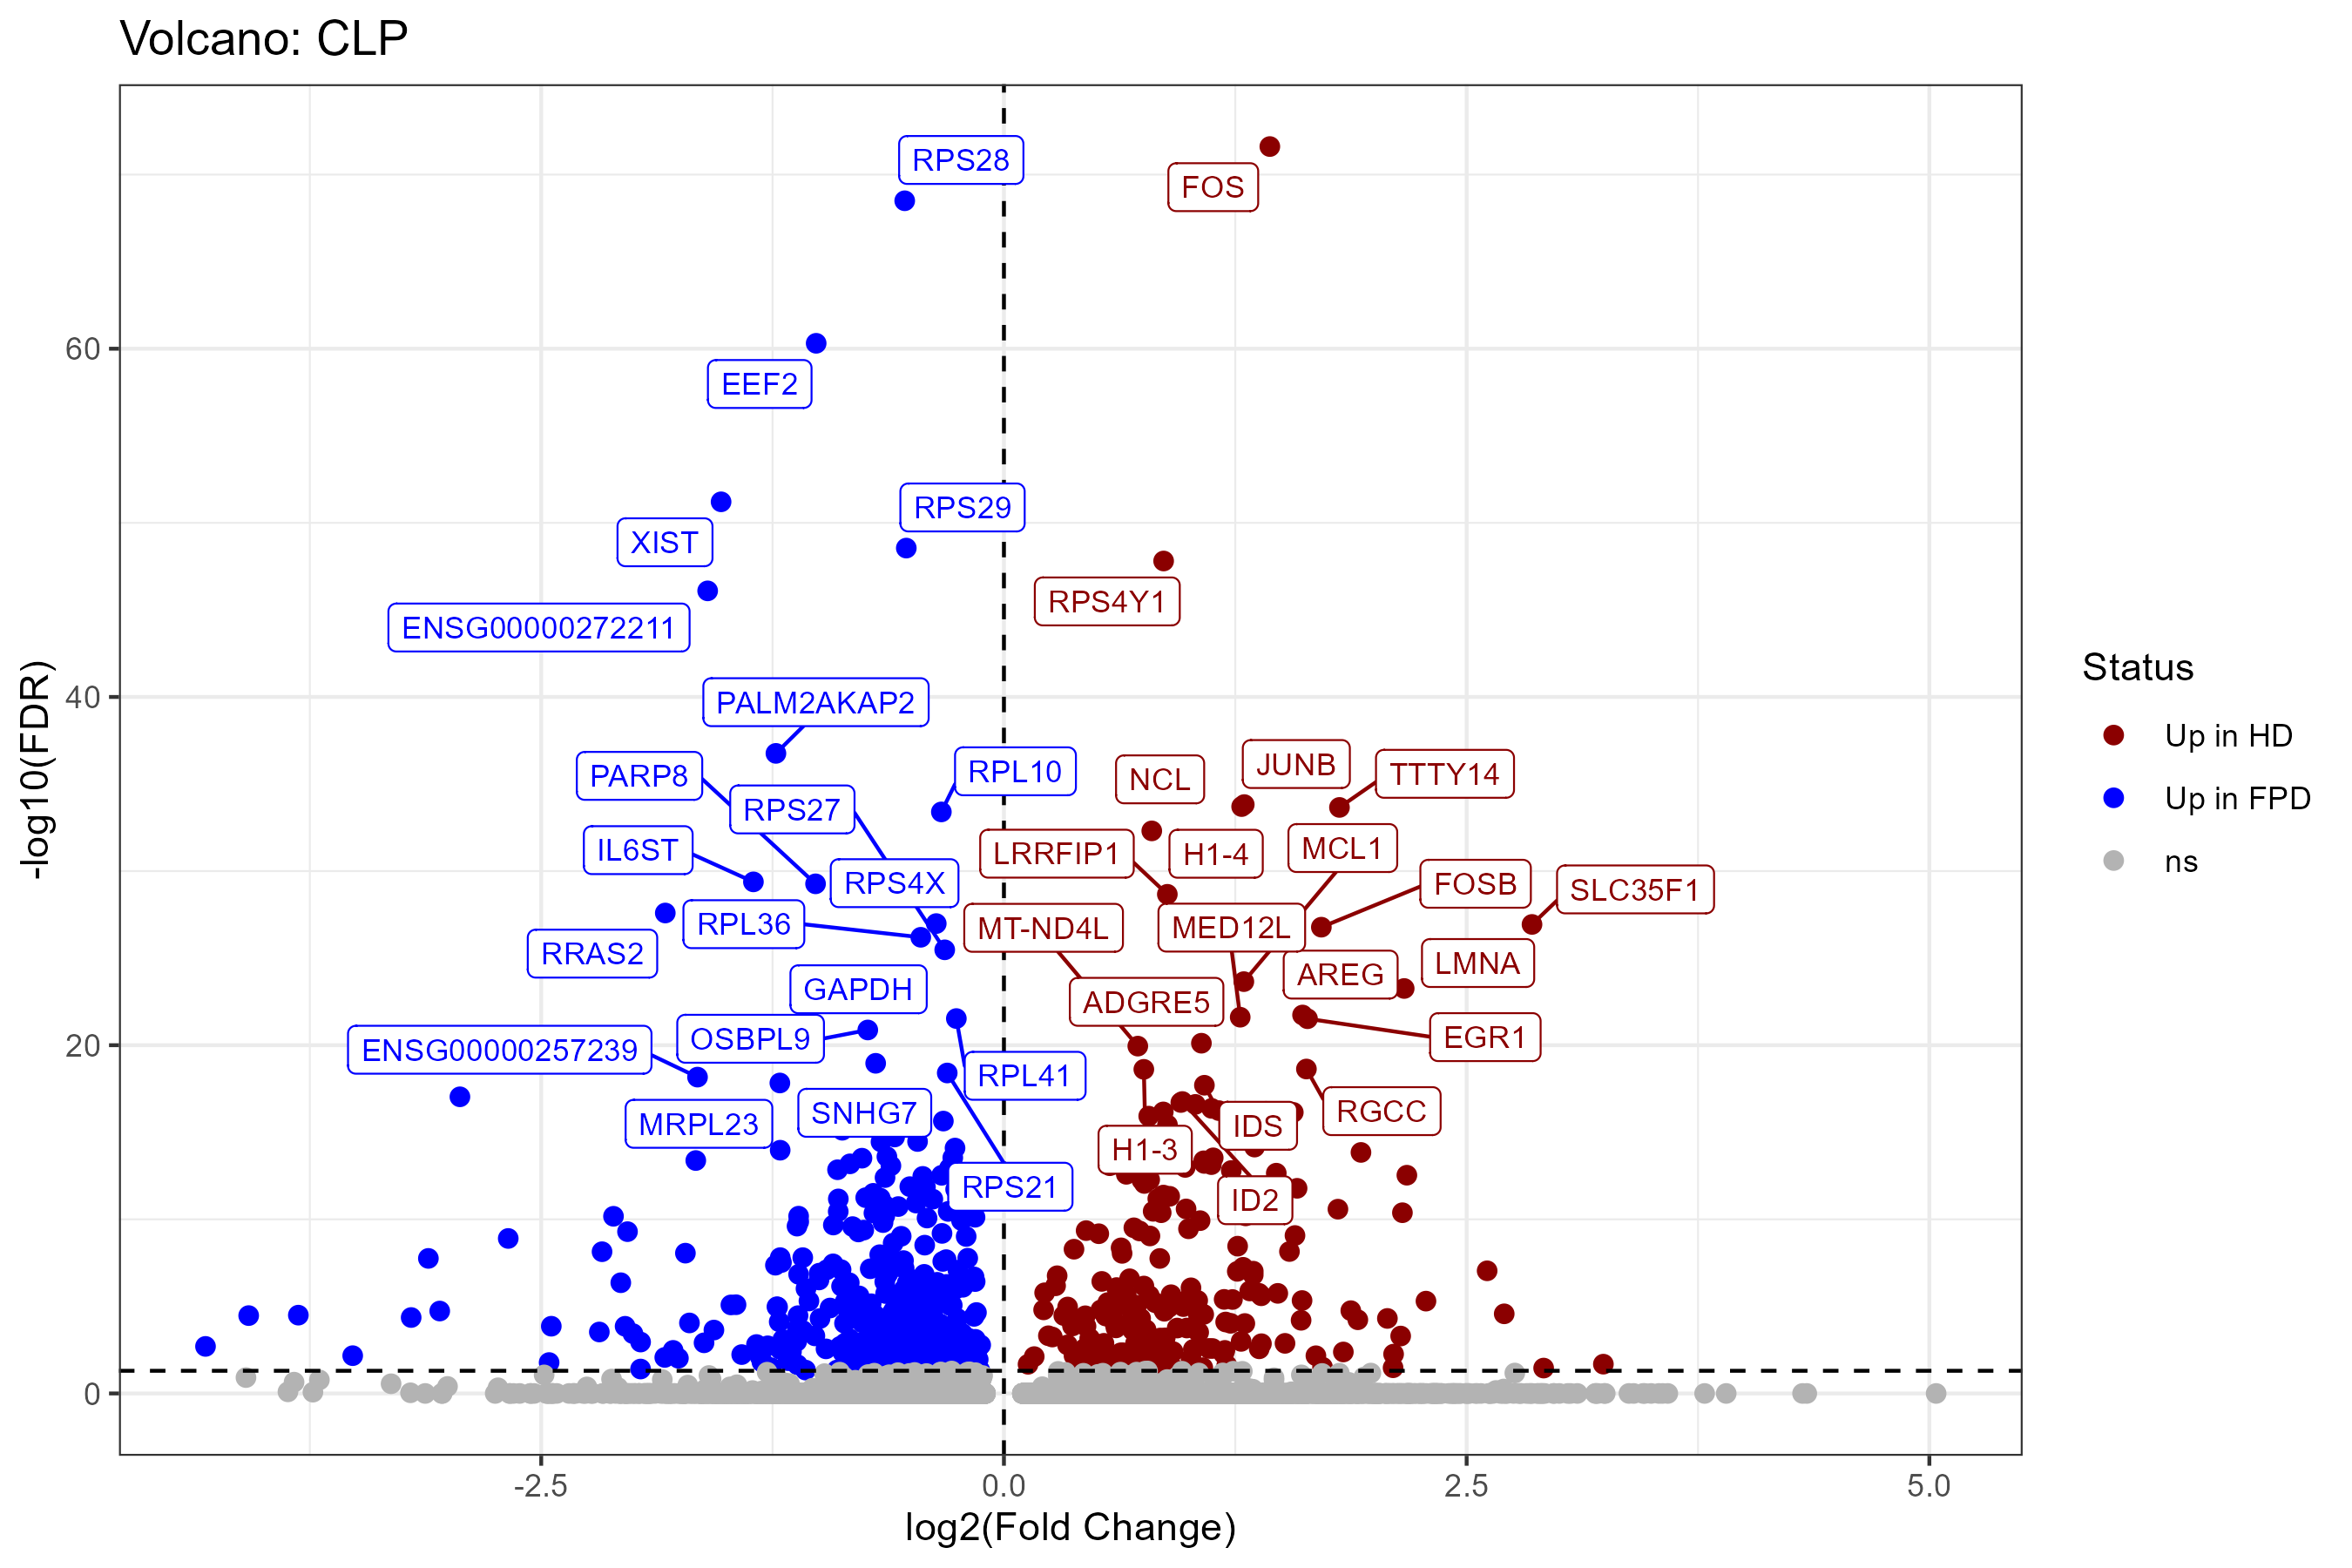 Volcano: CLP
RPS28
FOS
EEF2
RPS29
XIST
RPS4Y1
ENSG00000272211
PALM2AKAP2
PARP8
RPL10
NCL
JUNB
TTTY14
RPS27
IL6ST
LRRFIP1
H1-4
MCL1
RPS4X
FOSB
SLC35F1
RPL36
MT-ND4L
MED12L
RRAS2
LMNA
AREG
GAPDH
ADGRE5
OSBPL9
EGR1
ENSG00000257239
RPL41
SNHG7
RGCC
MRPL23
IDS
H1-3
RPS21
ID2
60
40
20
0
-log10(FDR)
-2.5
0.0
2.5
5.0
log2(Fold Change)
Status
Up in HD
Up in FPD
ns